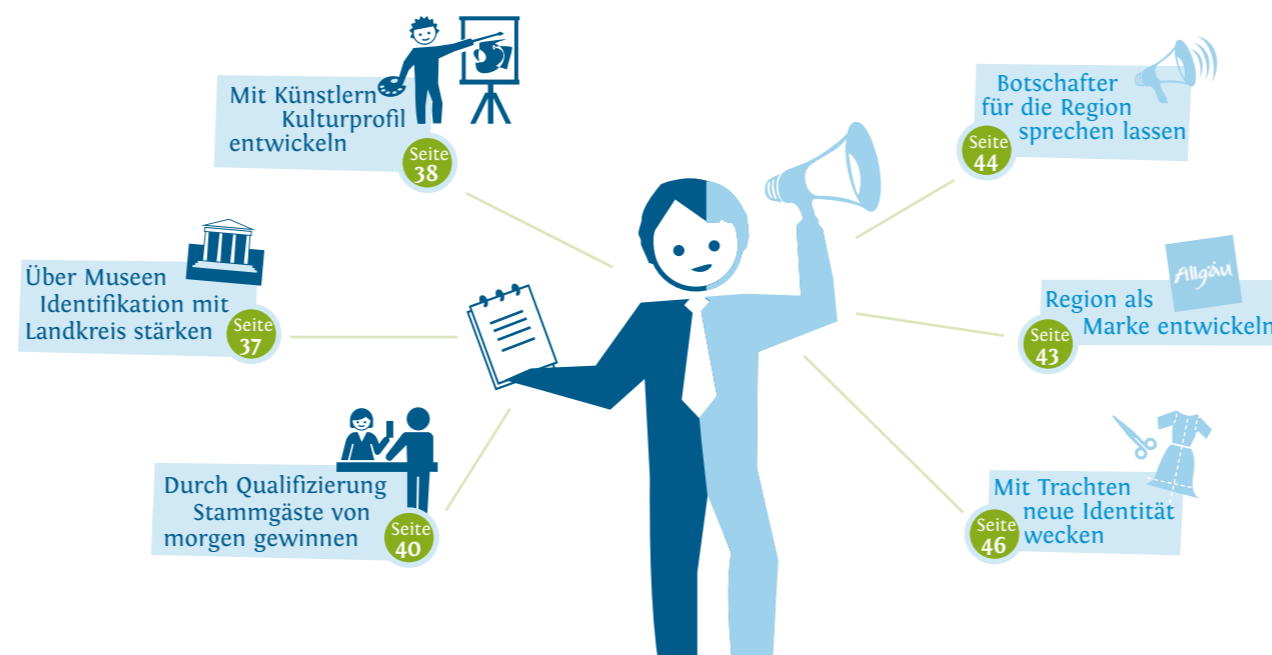 Mit Künstlern
Kulturprofil
entwickeln
Seite
38
Über Museen
Identifikation mit
Landkreis stärken
Seite
37
Durch Qualifizierung
Stammgäste von
morgen gewinnen
Seite
40
Botschafter
für die Region
sprechen lassen
Seite
44
Allgäu
Region als
Marke entwickeln
Seite
43
Mit Trachten
neue Identität
wecken
Seite
46